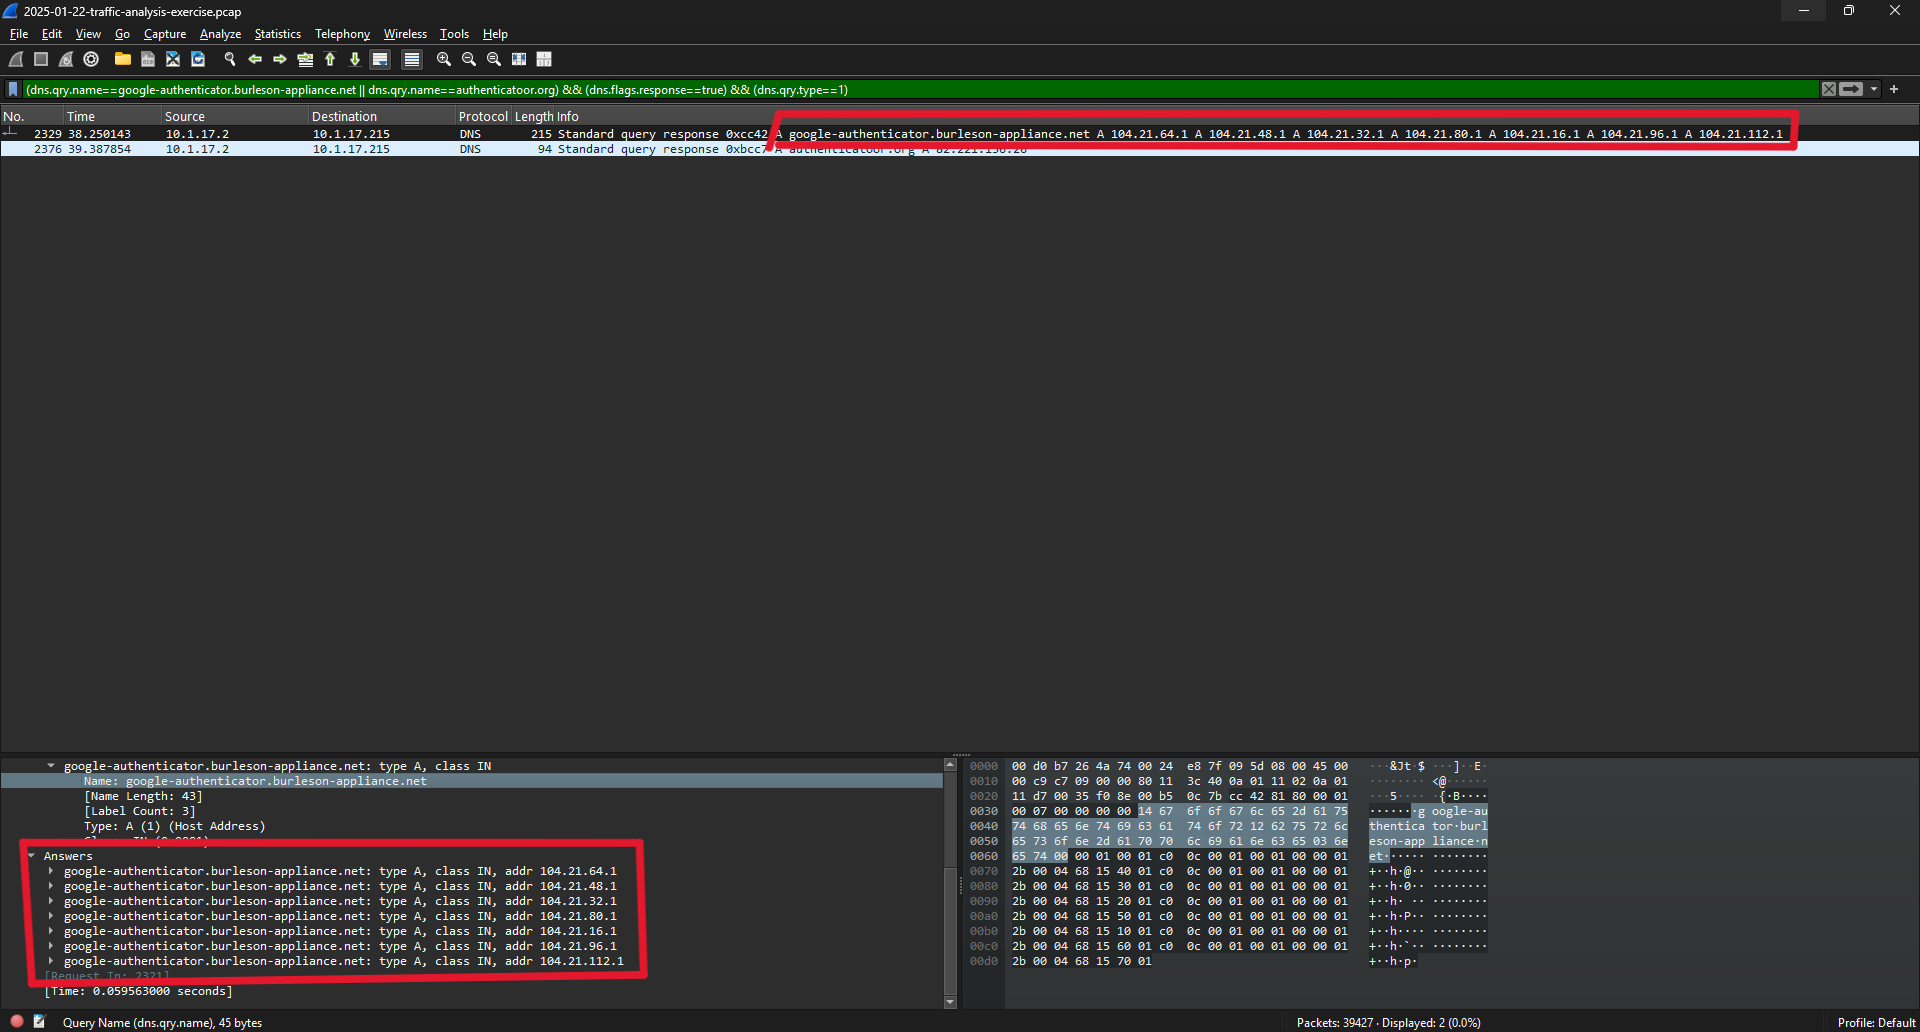 2025-01-22-traffic-analysis-exercise.pcap
File Edit View Go Capture Analyze Statistics Telephony Wireless Tools Help
(dns.qry.name==google-authenticator.burleson-appliance.net || dns.qry.name==authenticatoor.org) && (dns.flags.response==true) && (dns.qry.type==1)
No. Time Source Destination Protocol Length Info
2329 38.250143 10.1.17.2 10.1.17.215 DNS 215 Standard query response 0xcc42 A google-authenticator.burleson-appliance.net A 104.21.64.1 A 104.21.48.1 A 104.21.32.1 A 104.21.80.1 A 104.21.16.1 A 104.21.96.1 A 104.21.112.1
2376 39.387854 10.1.17.2 10.1.17.215 DNS 94 Standard query response 0xbcc7 A authenticatoor.org A 82.221.136.26
google-authenticator.burleson-appliance.net: type A, class IN
Name: google-authenticator.burleson-appliance.net
[Name Length: 43]
[Label Count: 3]
Type: A (1) (Host Address)
Answers
google-authenticator.burleson-appliance.net: type A, class IN, addr 104.21.64.1
google-authenticator.burleson-appliance.net: type A, class IN, addr 104.21.48.1
google-authenticator.burleson-appliance.net: type A, class IN, addr 104.21.32.1
google-authenticator.burleson-appliance.net: type A, class IN, addr 104.21.80.1
google-authenticator.burleson-appliance.net: type A, class IN, addr 104.21.16.1
google-authenticator.burleson-appliance.net: type A, class IN, addr 104.21.96.1
google-authenticator.burleson-appliance.net: type A, class IN, addr 104.21.112.1
[Request In: 2321]
[Time: 0.059563000 seconds]
0000 00 d0 b7 26 4a 74 00 24 e8 7f 09 5d 08 00 45 00 ···&Jt·$ ···]··E·
0010 00 c9 c7 09 00 00 80 11 3c 40 0a 01 11 02 0a 01 ········ <@······
0020 11 d7 00 35 f0 8e 00 b5 0c 7b cc 42 81 80 00 01 ···5···· ·{·B····
0030 00 07 00 00 00 00 14 67 6f 6f 67 6c 65 2d 61 75 ·······g oogle-au
0040 74 68 65 6e 74 69 63 61 74 6f 72 12 62 75 72 6c thentica tor·burl
0050 65 73 6f 6e 2d 61 70 70 6c 69 61 6e 63 65 03 6e eson-app liance·n
0060 65 74 00 00 01 00 01 c0 0c 00 01 00 01 00 00 01 et······ ········
0070 2b 00 04 68 15 40 01 c0 0c 00 01 00 01 00 00 01 +··h·@·· ········
0080 2b 00 04 68 15 30 01 c0 0c 00 01 00 01 00 00 01 +··h·0·· ········
0090 2b 00 04 68 15 20 01 c0 0c 00 01 00 01 00 00 01 +··h· ·· ········
00a0 2b 00 04 68 15 50 01 c0 0c 00 01 00 01 00 00 01 +··h·P·· ········
00b0 2b 00 04 68 15 10 01 c0 0c 00 01 00 01 00 00 01 +··h···· ········
00c0 2b 00 04 68 15 60 01 c0 0c 00 01 00 01 00 00 01 +··h·`·· ········
00d0 2b 00 04 68 15 70 01 +··h·p·
Query Name (dns.qry.name), 45 bytes
Packets: 39427 · Displayed: 2 (0.0%)
Profile: Default